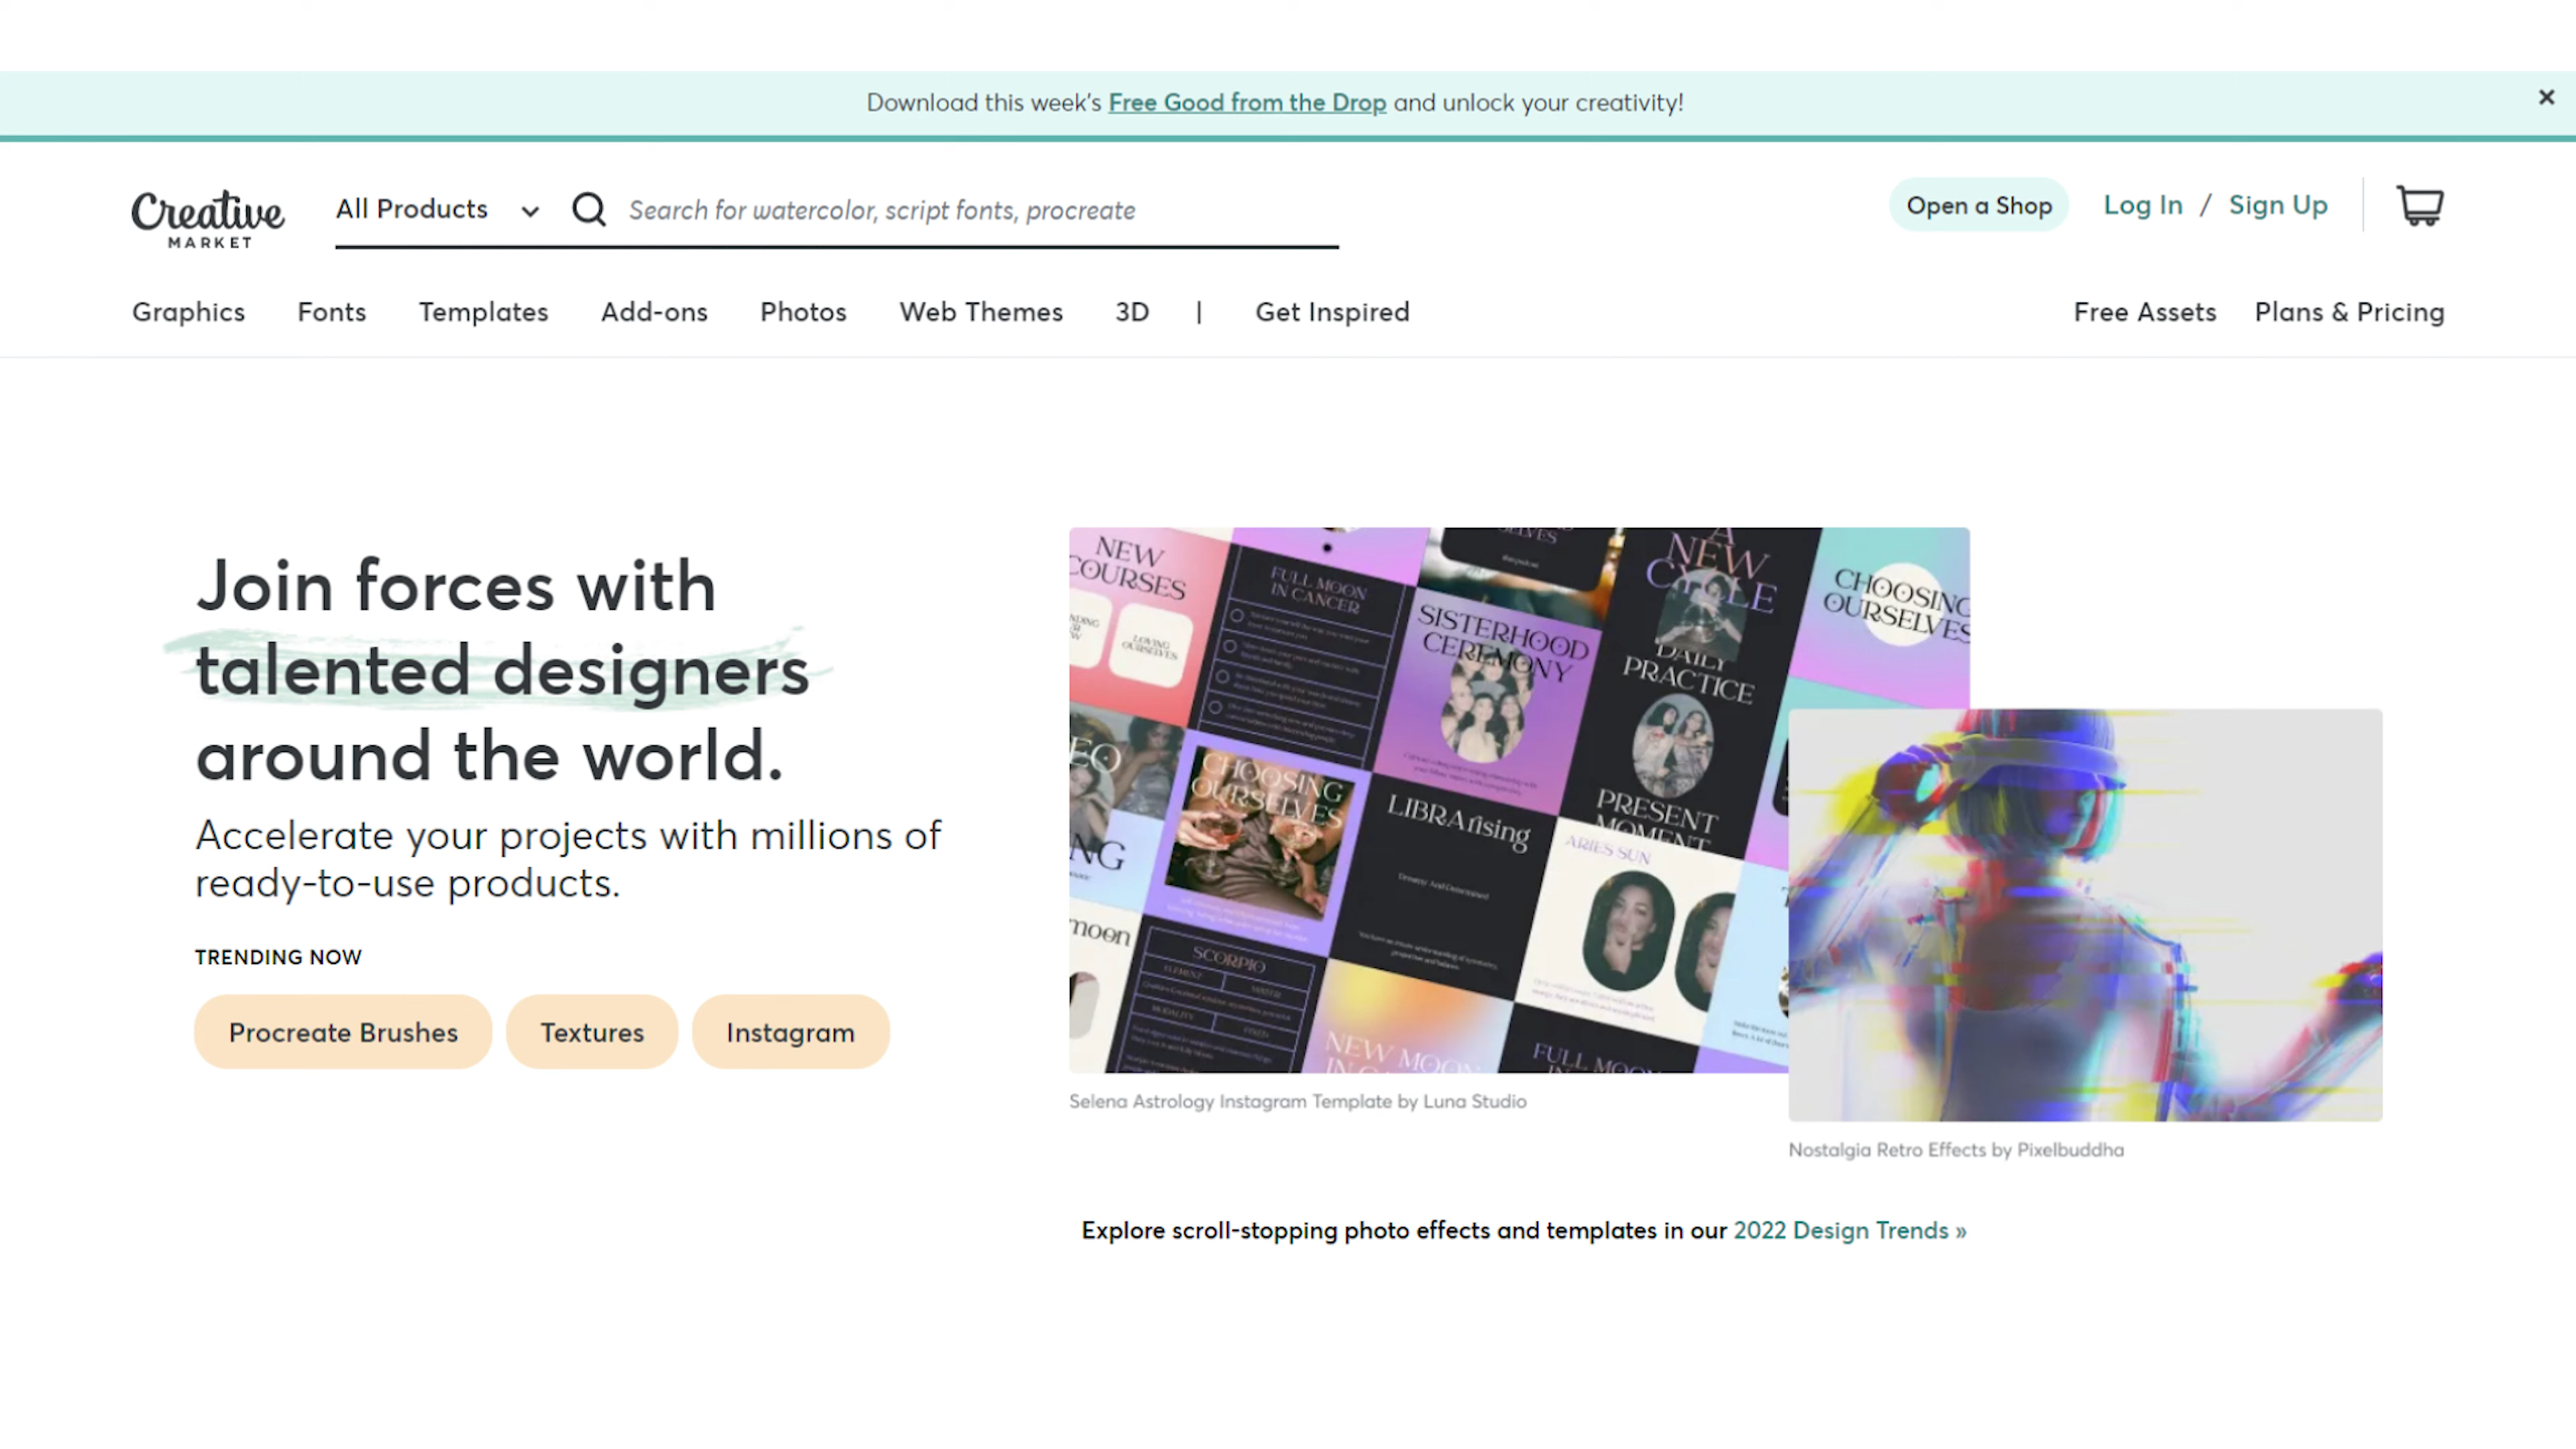 Download this week's Free Good from the Drop and unlock your creativity!
×
Creative
MARKET
All Products
Search for watercolor, script fonts, procreate
Open a Shop
Log In / Sign Up
Graphics
Fonts
Templates
Add-ons
Photos
Web Themes
3D
|
Get Inspired
Free Assets
Plans & Pricing
Join forces with
talented designers
around the world.
Accelerate your projects with millions of
ready-to-use products.
TRENDING NOW
Procreate Brushes
Textures
Instagram
NEW
COURSES
LOVING
OURSELVES
FULL MOON
IN CANCER
SISTERHOOD
CEREMONY
A
NEW
CYCLE
DAILY
PRACTICE
PRESENT
MOMENT
CHOOSING
OURSELVES
CHOOSING
OURSELVES
LIBRArising
ARIES SUN
moon
SCORPIO
ELEMENT
MODALITY
NEW MOON
FULL MOON
Selena Astrology Instagram Template by Luna Studio
Nostalgia Retro Effects by Pixelbuddha
Explore scroll-stopping photo effects and templates in our 2022 Design Trends »